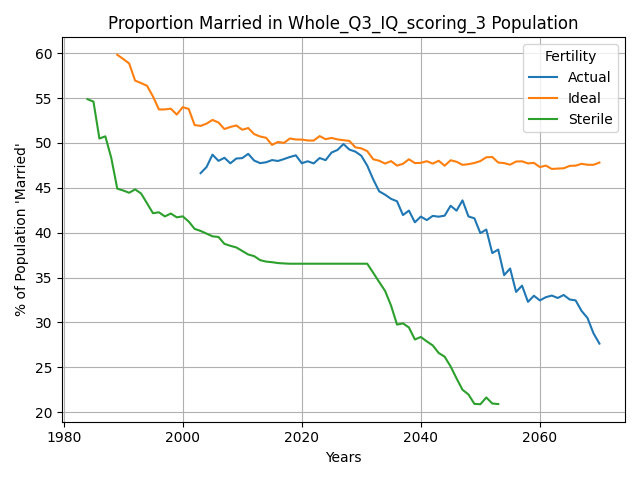 Proportion Married in Whole_Q3_IQ_scoring_3 Population
% of Population 'Married'
60
55
50
45
40
35
30
25
20
Fertility
Actual
Ideal
Sterile
1980
2000
2020
2040
2060
Years